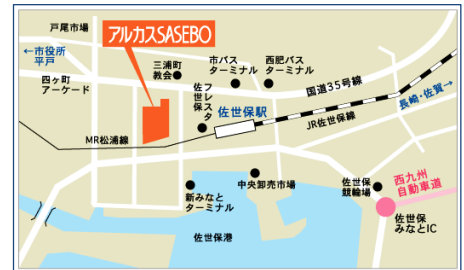 戸尾市場
アルカスSASEBO
←市役所
平戸
三浦町
教会
市バス
ターミナル
西肥バス
ターミナル
四ヶ町
アーケード
国道35号線
フレスタ
佐世保
佐世保駅
長崎・佐賀→
MR松浦線
JR佐世保線
新みなと
ターミナル
中央卸売市場
佐世保
競輪場
西九州
自動車道
佐世保港
佐世保
みなとIC